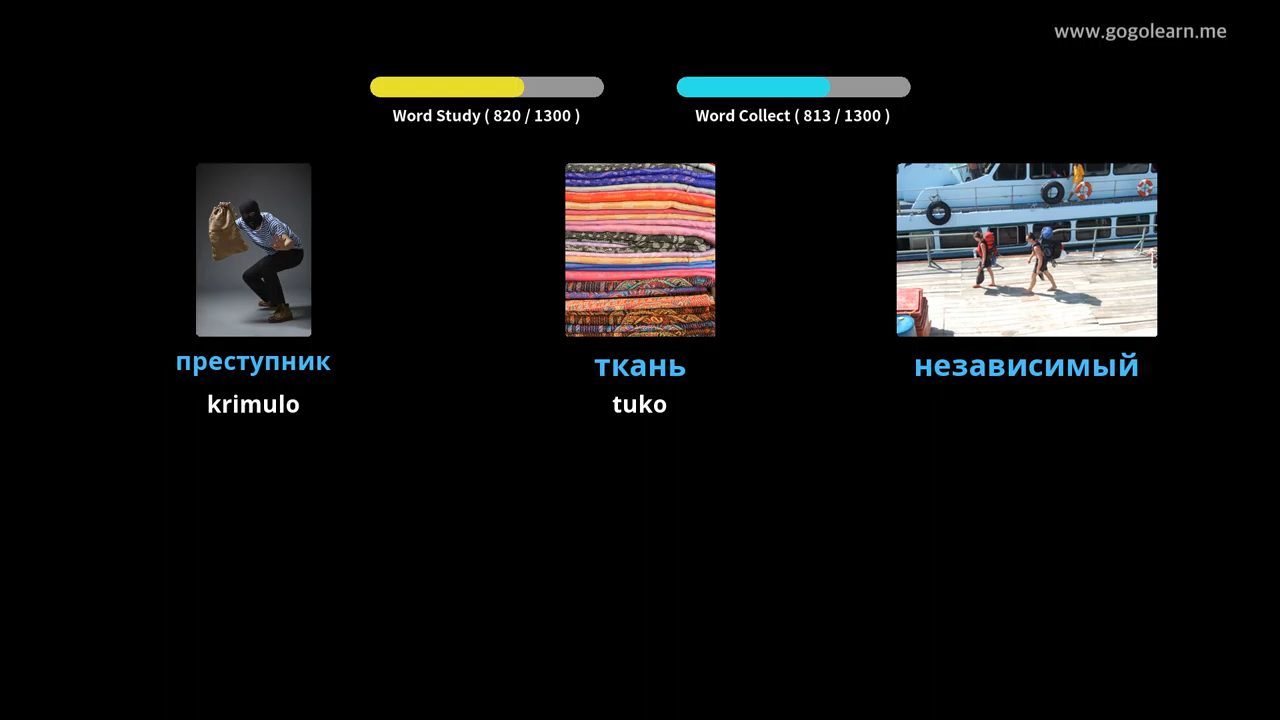 www.gogolearn.me
Word Study ( 820 / 1300 )
Word Collect ( 813 / 1300 )
преступник
ткань
независимый
krimulo
tuko